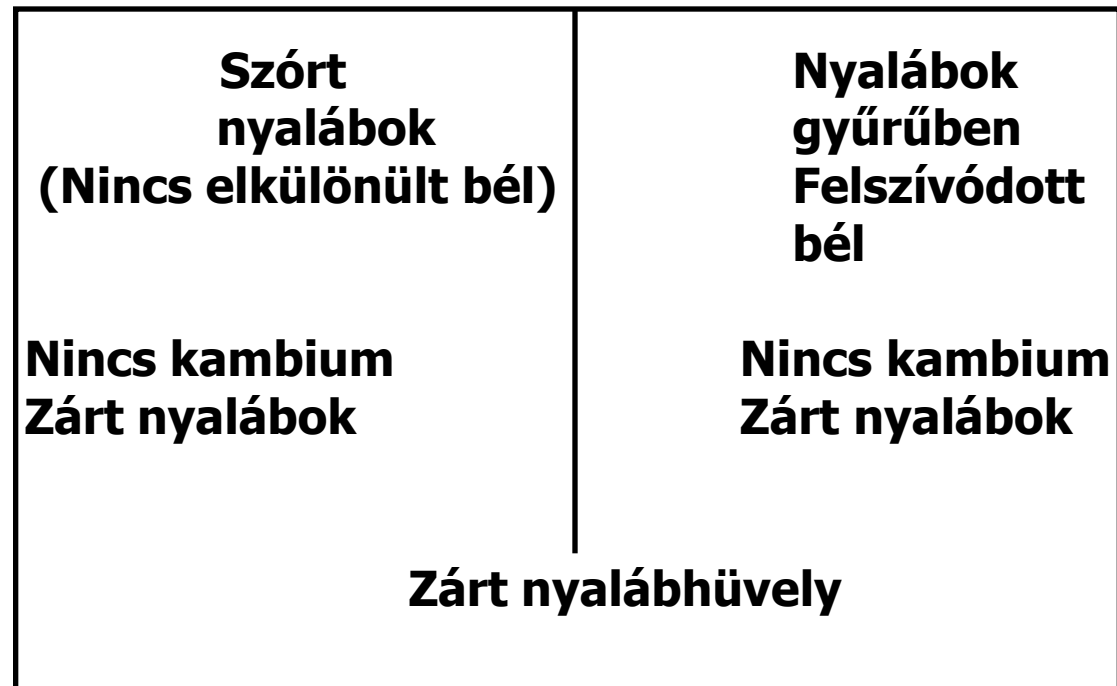 Szórt
nyalábok
(Nincs elkülönült bél)
Nincs kambium
Zárt nyalábok
Nyalábok
gyűrűben
Felszívódott
bél
Nincs kambium
Zárt nyalábok
Zárt nyalábhüvely